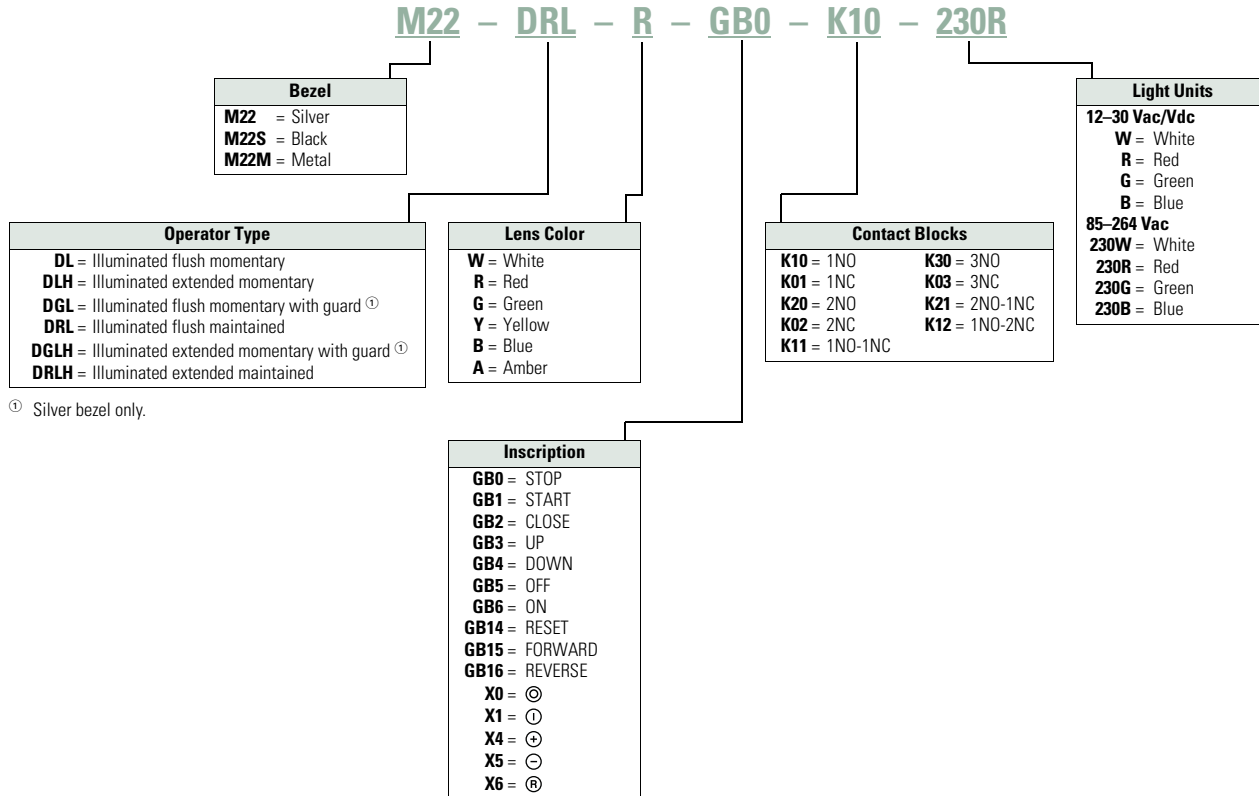 M22 – DRL – R – GB0 – K10 – 230R
Bezel
M22 = Silver
M22S = Black
M22M = Metal
Light Units
12–30 Vac/Vdc
W = White
R = Red
G = Green
B = Blue
85–264 Vac
230W = White
230R = Red
230G = Green
230B = Blue
Operator Type
DL = Illuminated flush momentary
DLH = Illuminated extended momentary
DGL = Illuminated flush momentary with guard ①
DRL = Illuminated flush maintained
DGLH = Illuminated extended momentary with guard ①
DRLH = Illuminated extended maintained
① Silver bezel only.
Lens Color
W = White
R = Red
G = Green
Y = Yellow
B = Blue
A = Amber
Contact Blocks
K10 = 1NO
K01 = 1NC
K20 = 2NO
K02 = 2NC
K11 = 1NO-1NC
K30 = 3NO
K03 = 3NC
K21 = 2NO-1NC
K12 = 1NO-2NC
Inscription
GB0 = STOP
GB1 = START
GB2 = CLOSE
GB3 = UP
GB4 = DOWN
GB5 = OFF
GB6 = ON
GB14 = RESET
GB15 = FORWARD
GB16 = REVERSE
X0 = ⌾
X1 = Ⓘ
X4 = ⊕
X5 = ⊖
X6 = Ⓡ